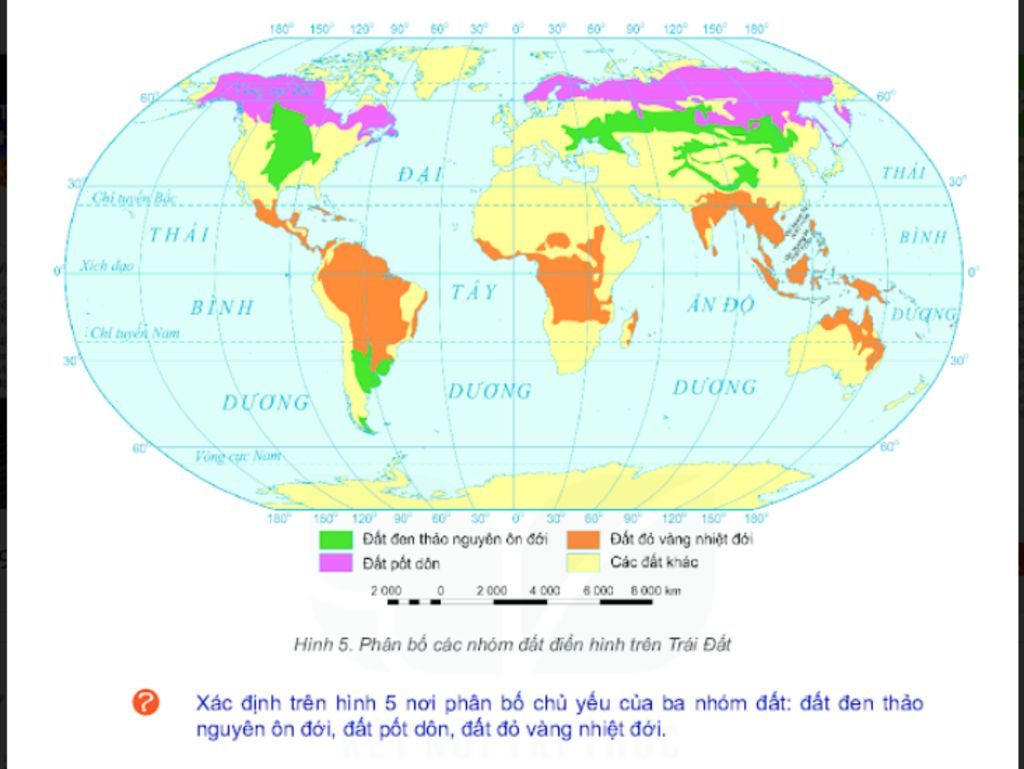 180° 150° 120° 90° 60° 30° 0° 30° 60° 90° 120° 150° 180°
Vòng cực Bắc
60° 60°
ĐẠI THÁI
30° 30°
Chí tuyến Bắc
THÁI BÌNH
0° Xích đạo 0°
TÂY ẤN ĐỘ
BÌNH DƯƠNG
Chí tuyến Nam
30° 30°
DƯƠNG DƯƠNG DƯƠNG
60° 60°
Vòng cực Nam
180° 150° 120° 90° 60° 30° 0° 30° 60° 90° 120° 150° 180°
Đất đen thảo nguyên ôn đới Đất đỏ vàng nhiệt đới
Đất pốt dôn Các đất khác
2 000 0 2 000 4 000 6 000 8 000 km
Hình 5. Phân bố các nhóm đất điển hình trên Trái Đất
? Xác định trên hình 5 nơi phân bố chủ yếu của ba nhóm đất: đất đen thảo
nguyên ôn đới, đất pốt dôn, đất đỏ vàng nhiệt đới.
KẾT NỐI TRI THỨC